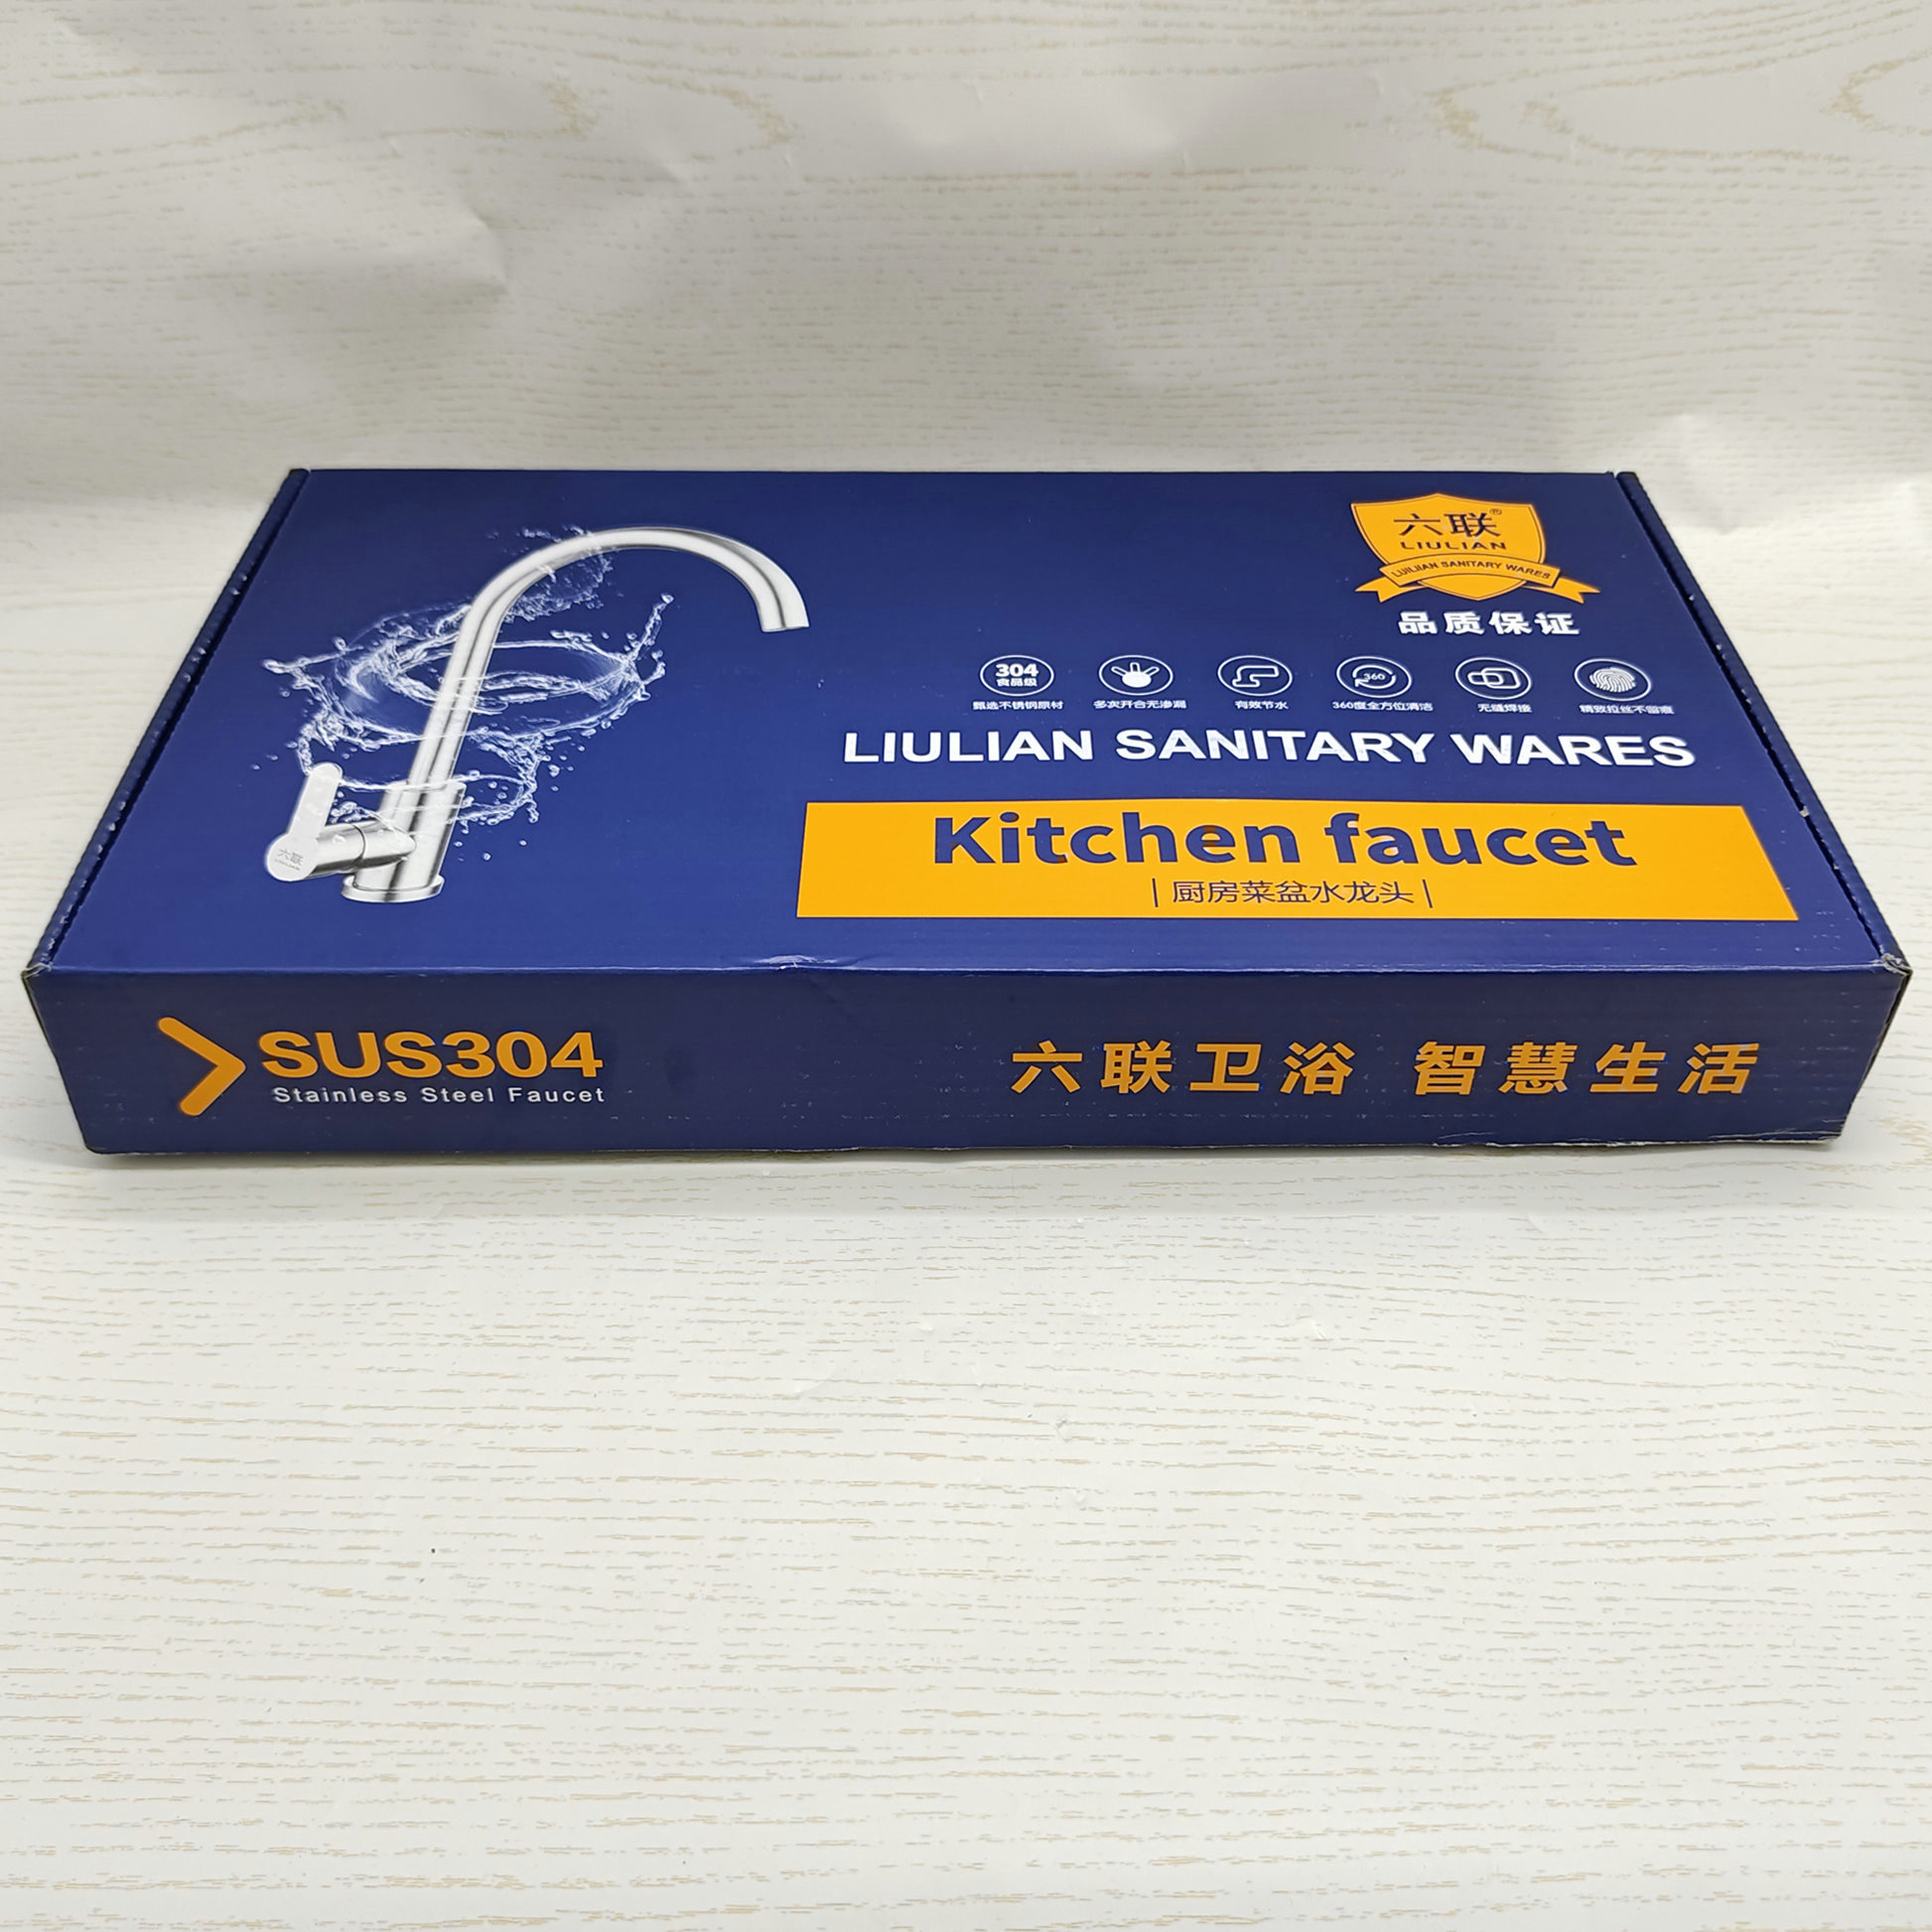 六联®
LIULIAN
LIULIAN SANITARY WARES
品质保证
304
食品级
360
甄选不锈钢原材
多次开合无渗漏
有效节水
360度全方位清洁
无缝焊接
精致拉丝不留痕
LIULIAN SANITARY WARES
六联
Kitchen faucet
|厨房菜盆水龙头|
SUS304
Stainless Steel Faucet
六联卫浴 智慧生活